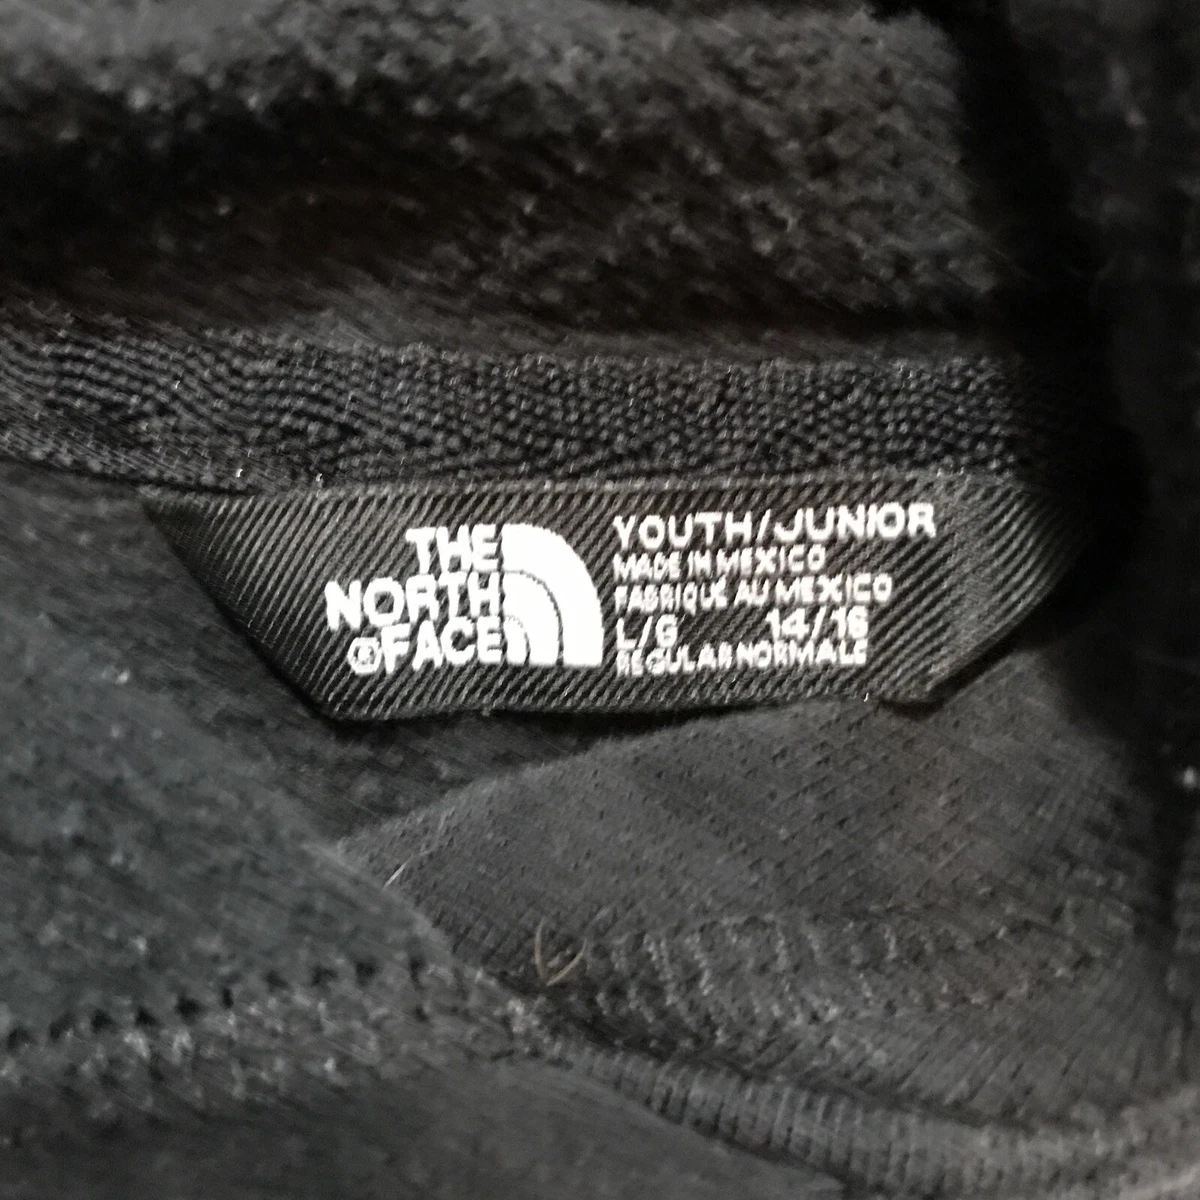 THE
NORTH
®FACE
YOUTH/JUNIOR
MADE IN MEXICO
FABRIQUÉ AU MEXICO
L/G 14/16
REGULAR NORMALE